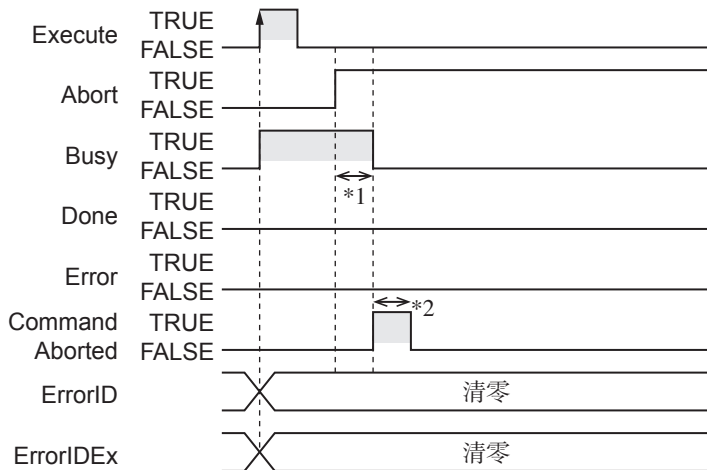 Execute TRUE
FALSE
Abort TRUE
FALSE
Busy TRUE
FALSE
*1
Done TRUE
FALSE
Error TRUE
FALSE
*2
Command TRUE
Aborted FALSE
ErrorID 清零
ErrorIDEx 清零